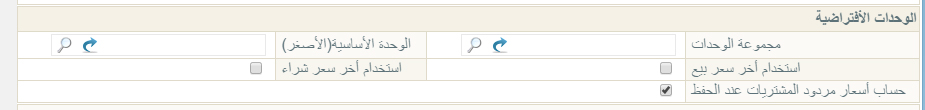 الوحدات الأفتراضية
مجموعة الوحدات
الوحدة الأساسية(الأصغر)
استخدام أخر سعر بيع
استخدام أخر سعر شراء
حساب أسعار مردود المشتريات عند الحفظ